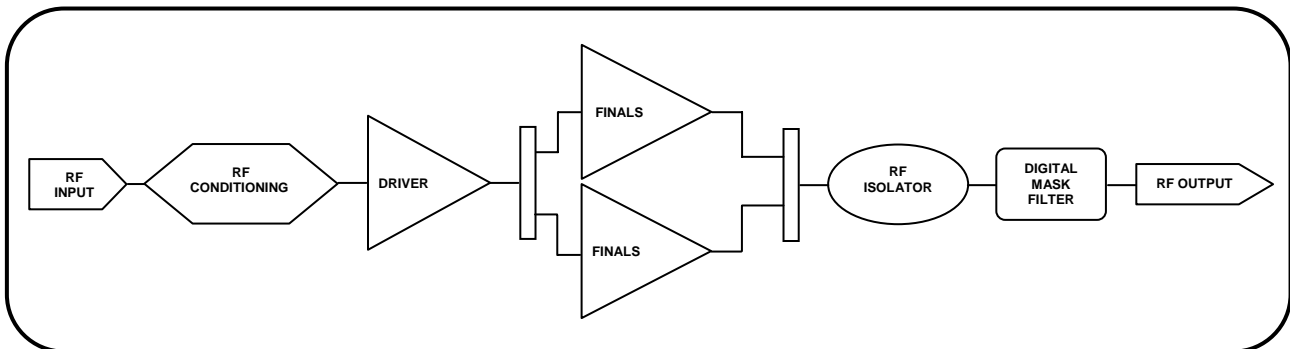 RF
INPUT
RF
CONDITIONING
DRIVER
FINALS
FINALS
RF
ISOLATOR
DIGITAL
MASK
FILTER
RF OUTPUT